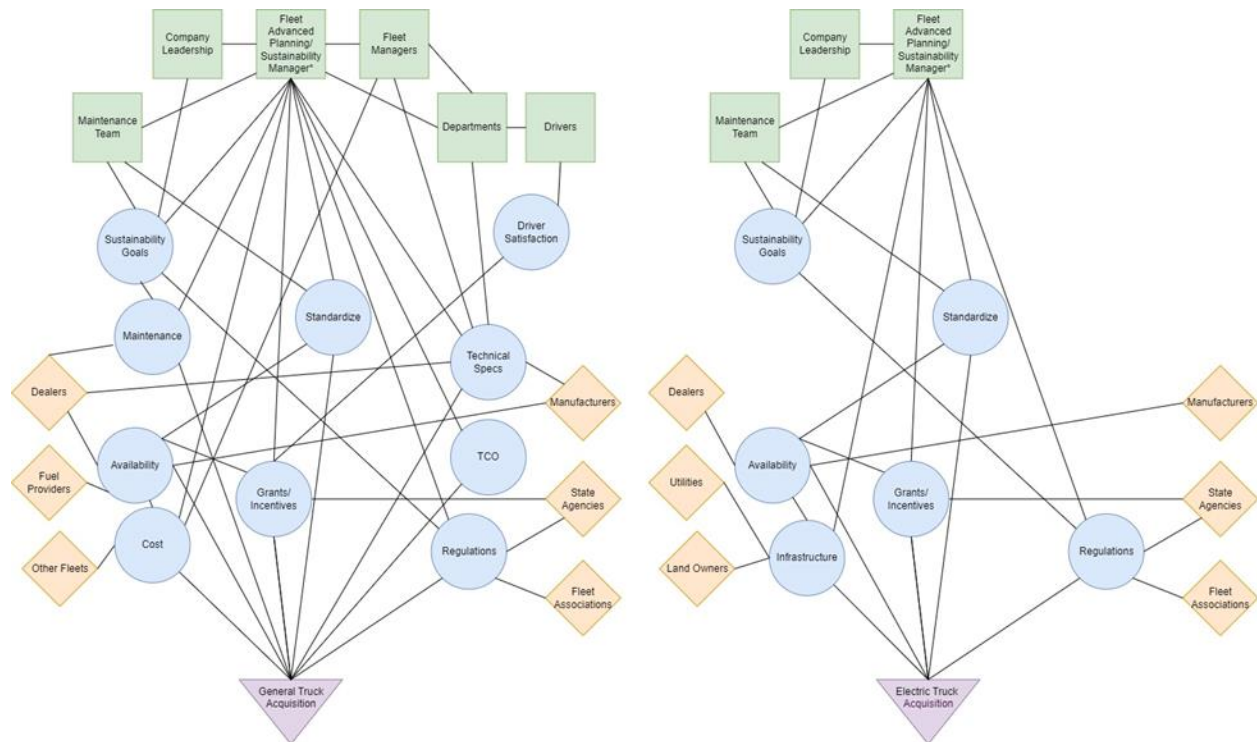 Company
Leadership
Fleet
Advanced
Planning/
Sustainability
Manager*
Fleet
Managers
Maintenance
Team
Departments
Drivers
Sustainability
Goals
Driver
Satisfaction
Maintenance
Standardize
Technical
Specs
Dealers
Manufacturers
Availability
TCO
Fuel
Providers
Grants/
Incentives
State
Agencies
Cost
Regulations
Other Fleets
Fleet
Associations
General Truck
Acquisition
Company
Leadership
Fleet
Advanced
Planning/
Sustainability
Manager*
Maintenance
Team
Sustainability
Goals
Standardize
Dealers
Manufacturers
Availability
Utilities
Grants/
Incentives
State
Agencies
Infrastructure
Regulations
Land Owners
Fleet
Associations
Electric Truck
Acquisition